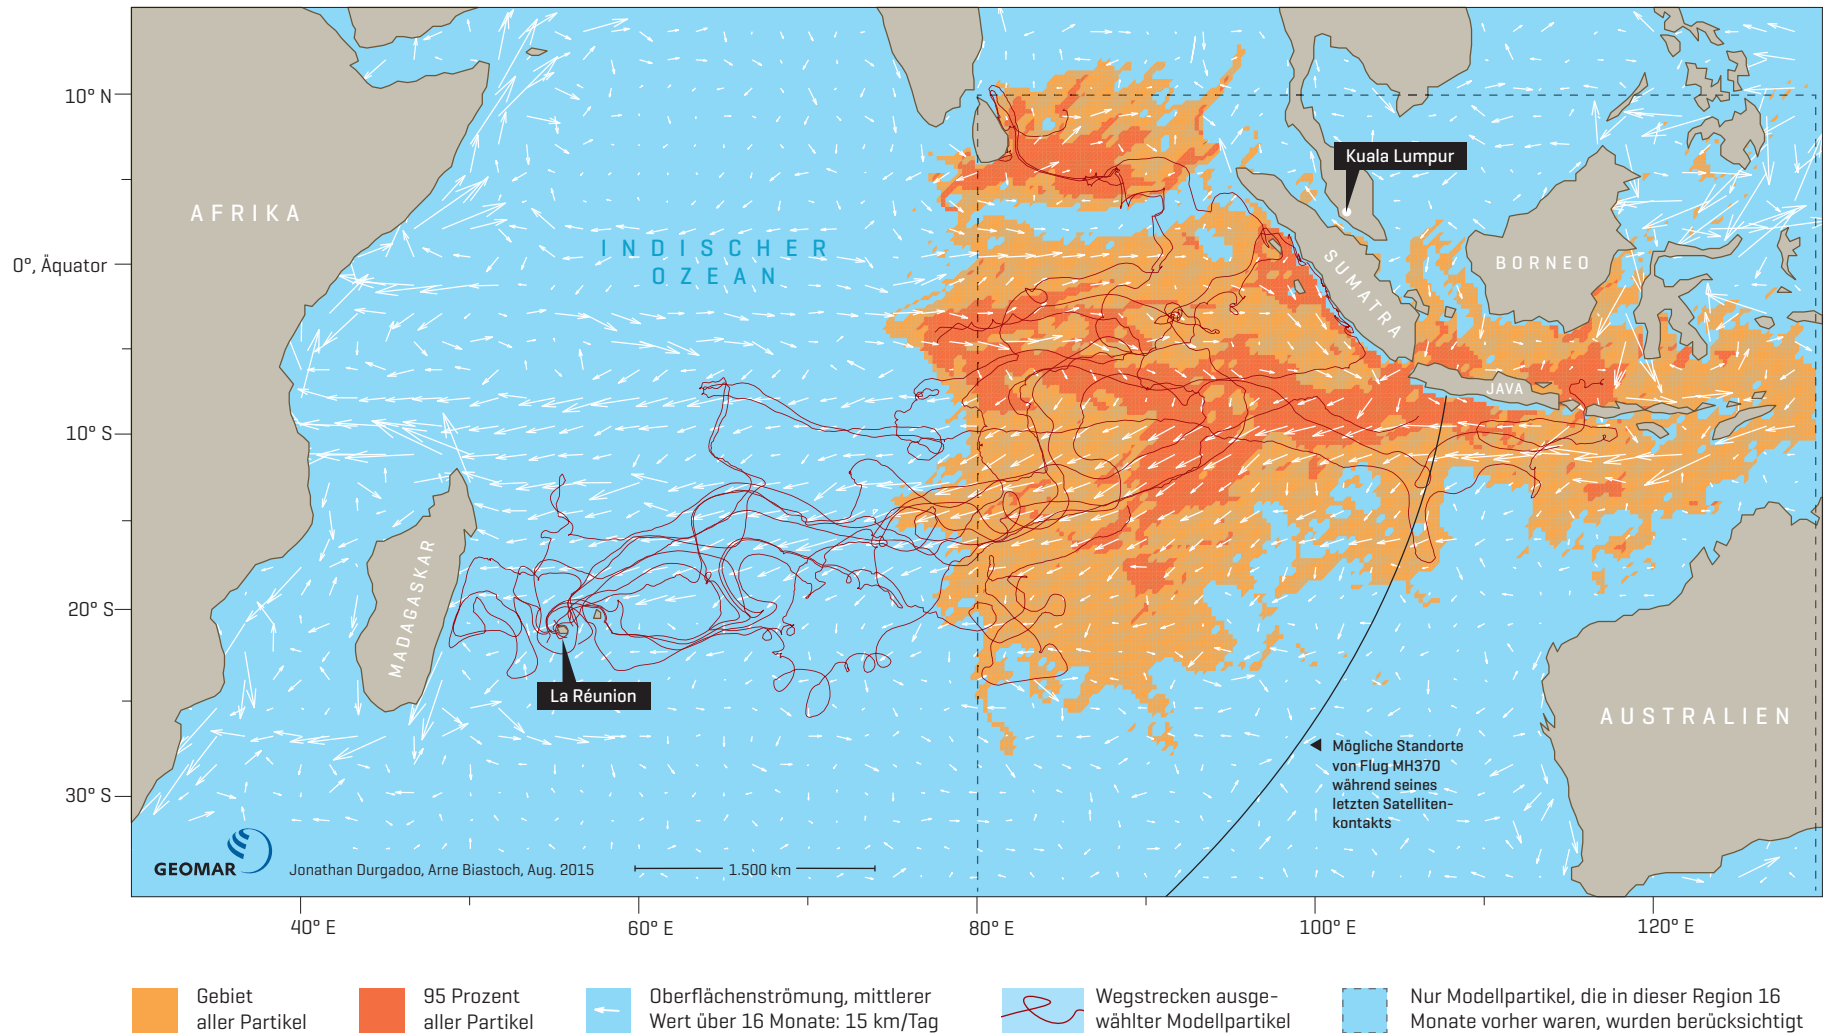 10° N
0°, Äquator
10° S
20° S
30° S
AFRIKA
INDISCHER
OZEAN
Kuala Lumpur
SUMATRA
BORNEO
JAVA
MADAGASKAR
La Réunion
AUSTRALIEN
Mögliche Standorte
von Flug MH370
während seines
letzten Satelliten-
kontakts
GEOMAR
Jonathan Durgadoo, Arne Biastoch, Aug. 2015
1.500 km
40° E
60° E
80° E
100° E
120° E
Gebiet
aller Partikel
95 Prozent
aller Partikel
Oberflächenströmung, mittlerer
Wert über 16 Monate: 15 km/Tag
Wegstrecken ausge-
wählter Modellpartikel
Nur Modellpartikel, die in dieser Region 16
Monate vorher waren, wurden berücksichtigt